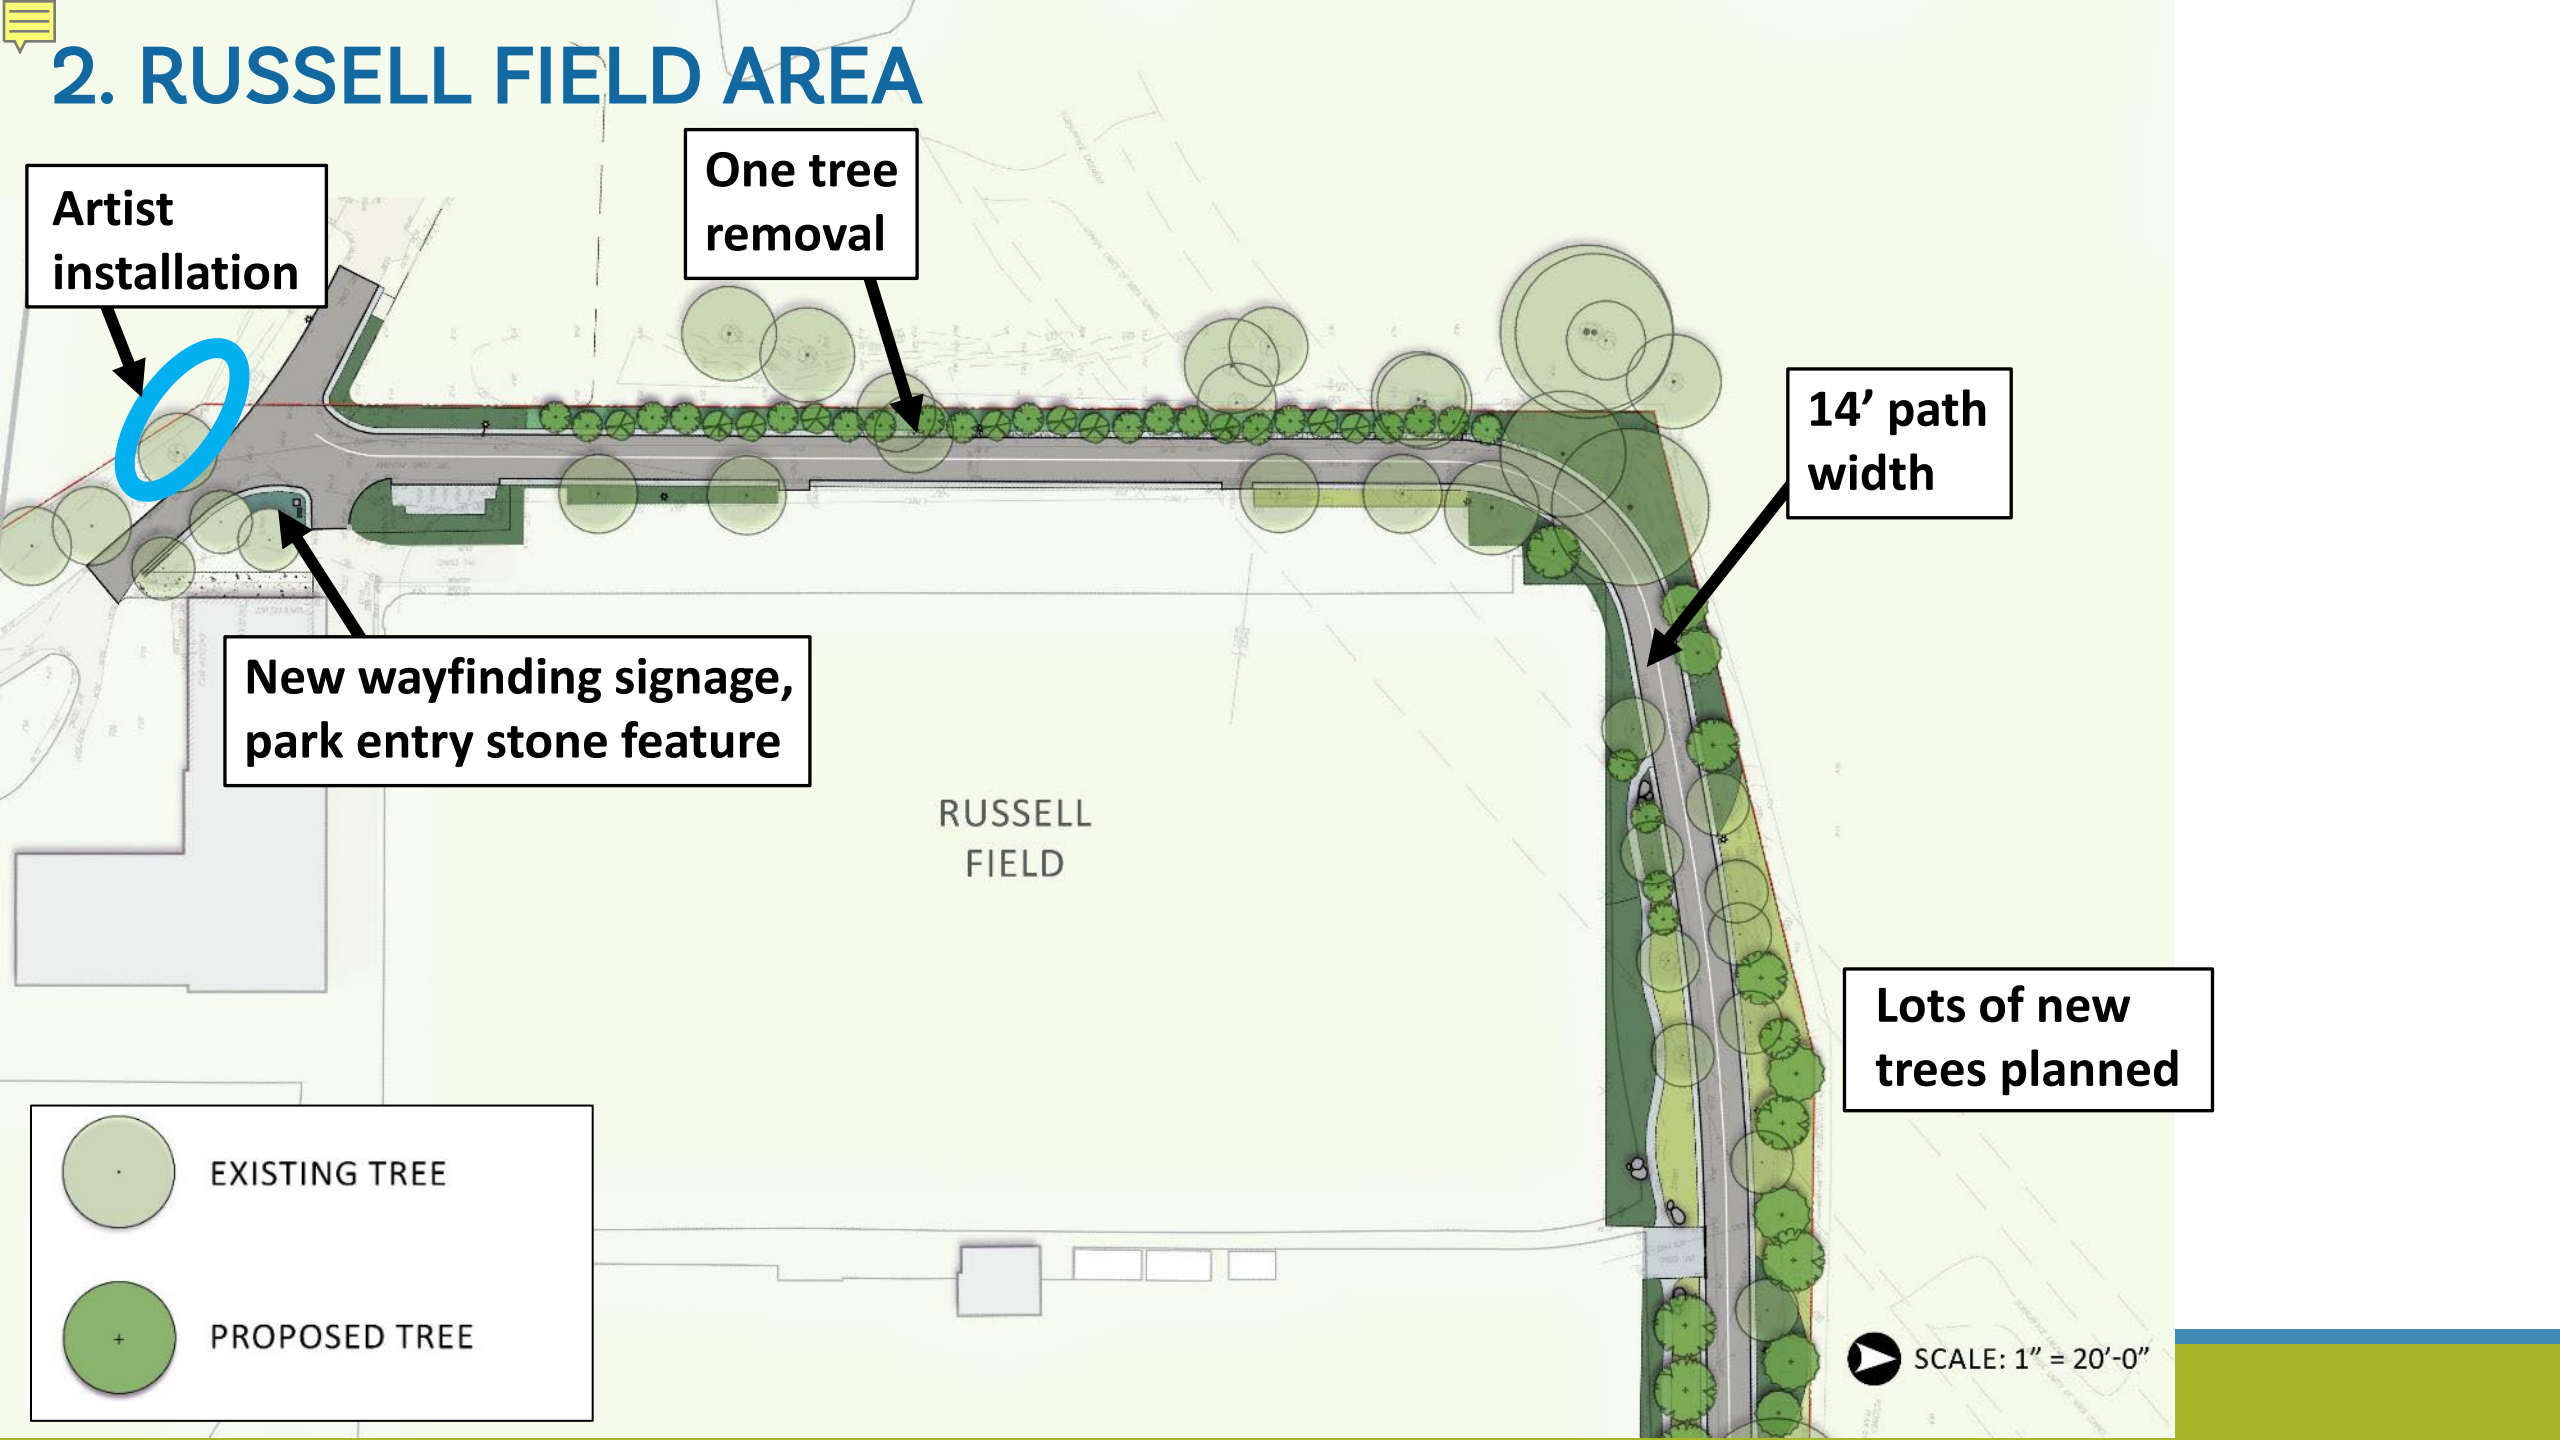 2. RUSSELL FIELD AREA
One tree
removal
Artist
installation
14’ path
width
New wayfinding signage,
park entry stone feature
RUSSELL
FIELD
Lots of new
trees planned
EXISTING TREE
PROPOSED TREE
SCALE: 1” = 20’-0”